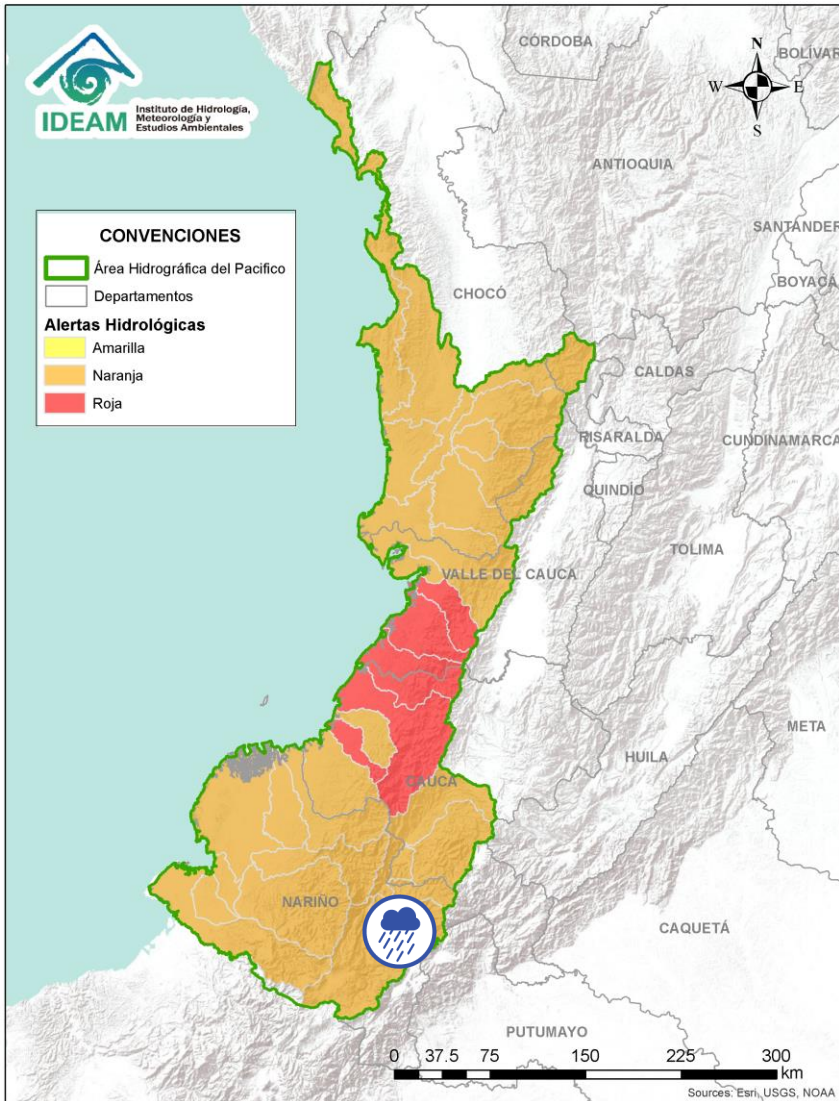 IDEAM
Instituto de Hidrología,
Meteorología y
Estudios Ambientales
CÓRDOBA
BOLÍVAR
N
W E
S
ANTIOQUIA
SANTANDER
BOYACÁ
CONVENCIONES
Área Hidrográfica del Pacifico
Departamentos
Alertas Hidrológicas
Amarilla
Naranja
Roja
CHOCÓ
CALDAS
RISARALDA
CUNDINAMARCA
QUINDÍO
TOLIMA
VALLE DEL CAUCA
META
HUILA
CAUCA
NARIÑO
CAQUETÁ
PUTUMAYO
0 37.5 75 150 225 300
km
Sources: Esri, USGS, NOAA